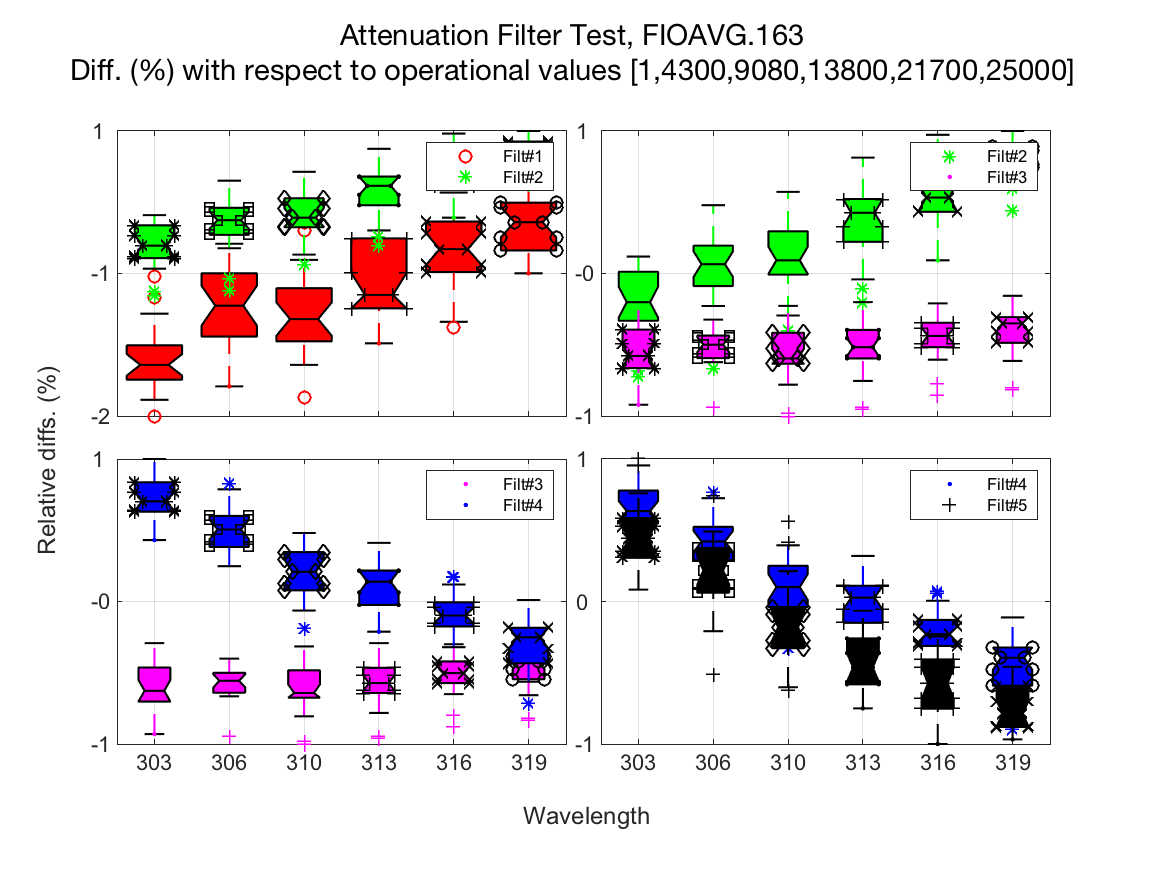 Attenuation Filter Test, FIOAVG.163
Diff. (%) with respect to operational values [1,4300,9080,13800,21700,25000]
1
-1
-2
Filt#1
Filt#2
1
-0
-1
Filt#2
Filt#3
Relative diffs. (%)
1
-0
-1
Filt#3
Filt#4
303 306 310 313 316 319
1
0
-1
Filt#4
Filt#5
303 306 310 313 316 319
Wavelength